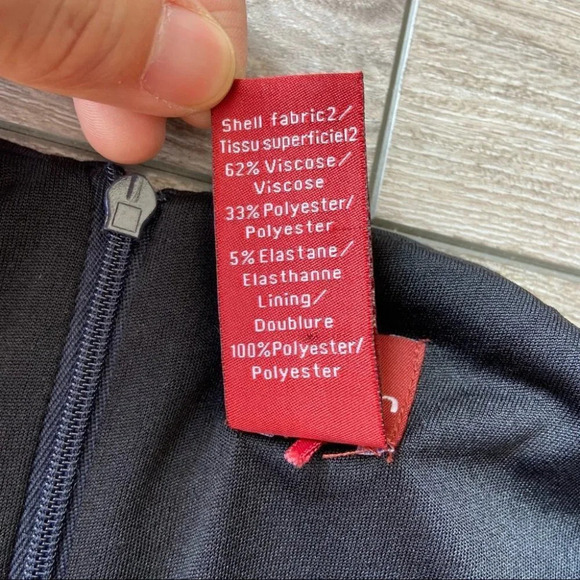 Shell fabric2/
Tissu superficiel2
62% Viscose/
Viscose
33% Polyester/
Polyester
5% Elastane/
Elasthanne
Lining/
Doublure
100%Polyester/
Polyester